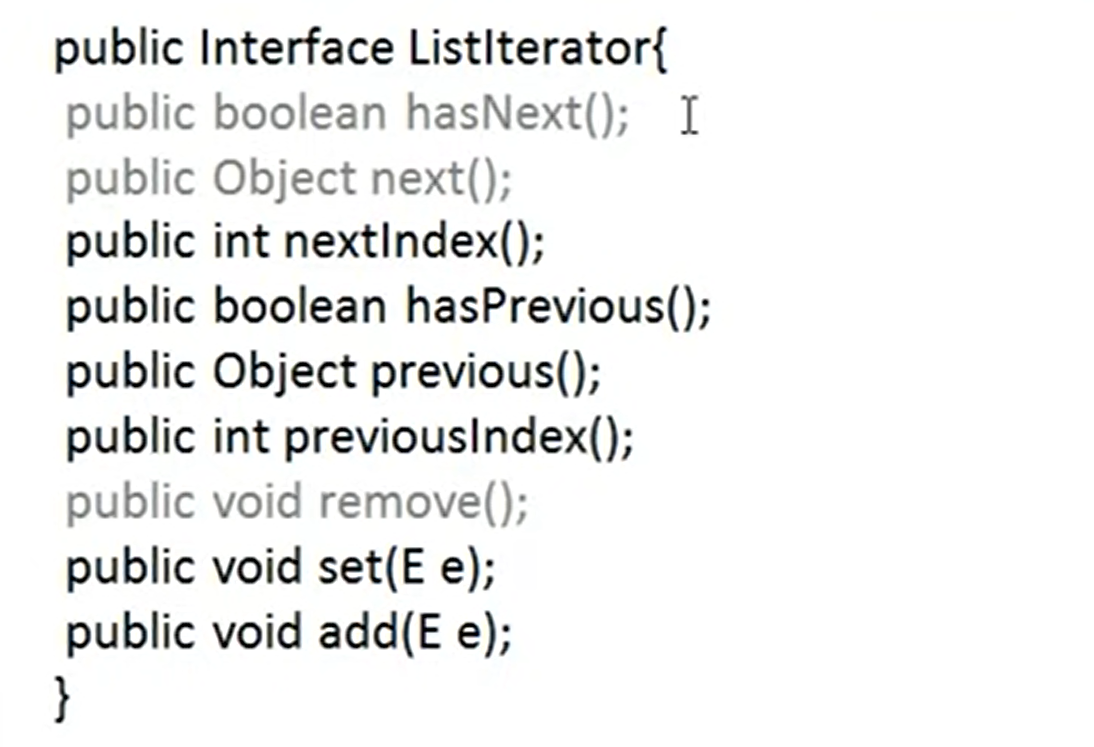 public Interface ListIterator{
public boolean hasNext();
public Object next();
public int nextIndex();
public boolean hasPrevious();
public Object previous();
public int previousIndex();
public void remove();
public void set(E e);
public void add(E e);
}